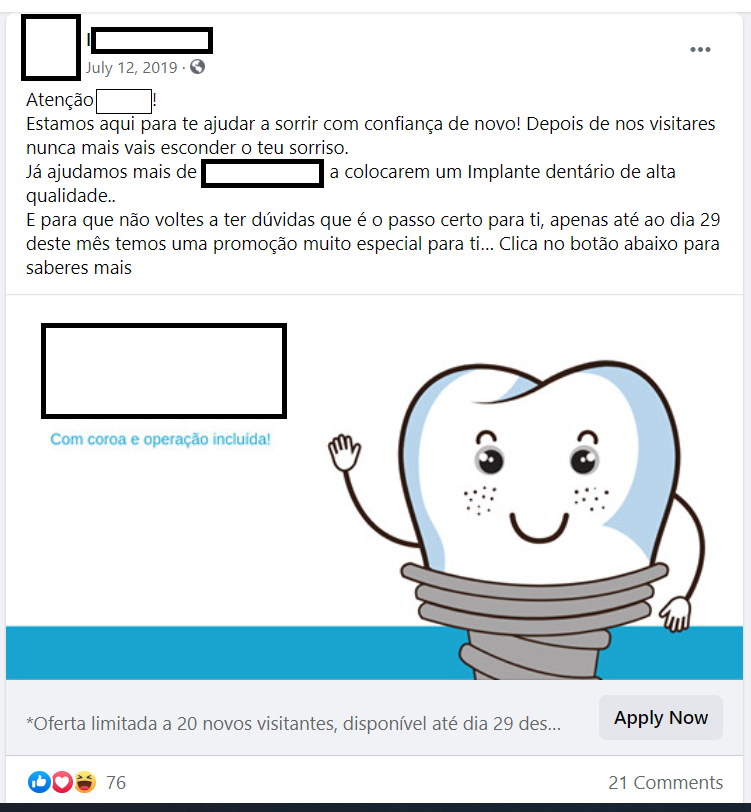 July 12, 2019 ·
Atenção !
Estamos aqui para te ajudar a sorrir com confiança de novo! Depois de nos visitares
nunca mais vais esconder o teu sorriso.
Já ajudamos mais de a colocarem um Implante dentário de alta
qualidade..
E para que não voltes a ter dúvidas que é o passo certo para ti, apenas até ao dia 29
deste mês temos uma promoção muito especial para ti... Clica no botão abaixo para
saberes mais
Com coroa e operação incluída!
*Oferta limitada a 20 novos visitantes, disponível até dia 29 des...
Apply Now
76
21 Comments